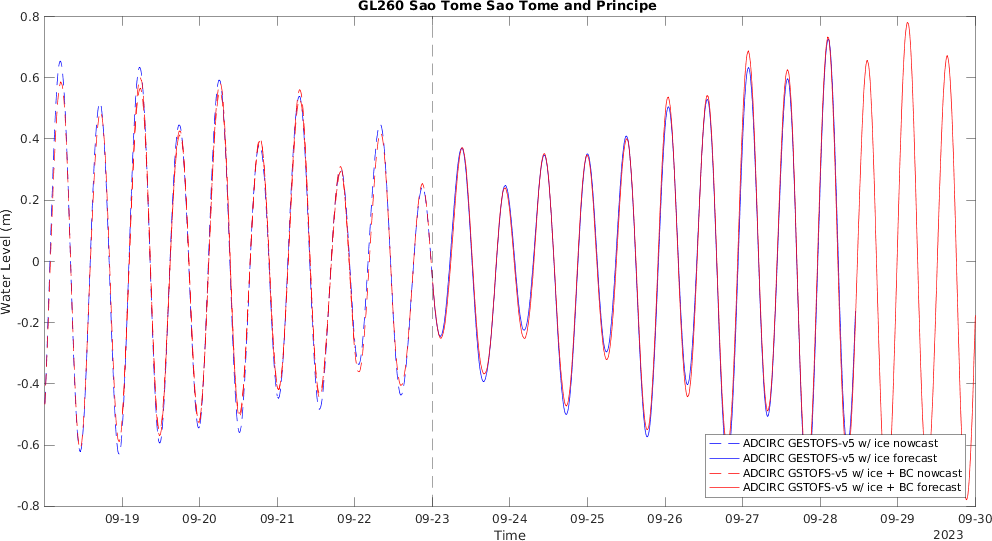 GL260 Sao Tome Sao Tome and Principe
Water Level (m)
0.8
0.6
0.4
0.2
0
-0.2
-0.4
-0.6
-0.8
ADCIRC GESTOFS-v5 w/ ice nowcast
ADCIRC GESTOFS-v5 w/ ice forecast
ADCIRC GSTOFS-v5 w/ ice + BC nowcast
ADCIRC GSTOFS-v5 w/ ice + BC forecast
09-19 09-20 09-21 09-22 09-23 09-24 09-25 09-26 09-27 09-28 09-29 09-30
Time
2023